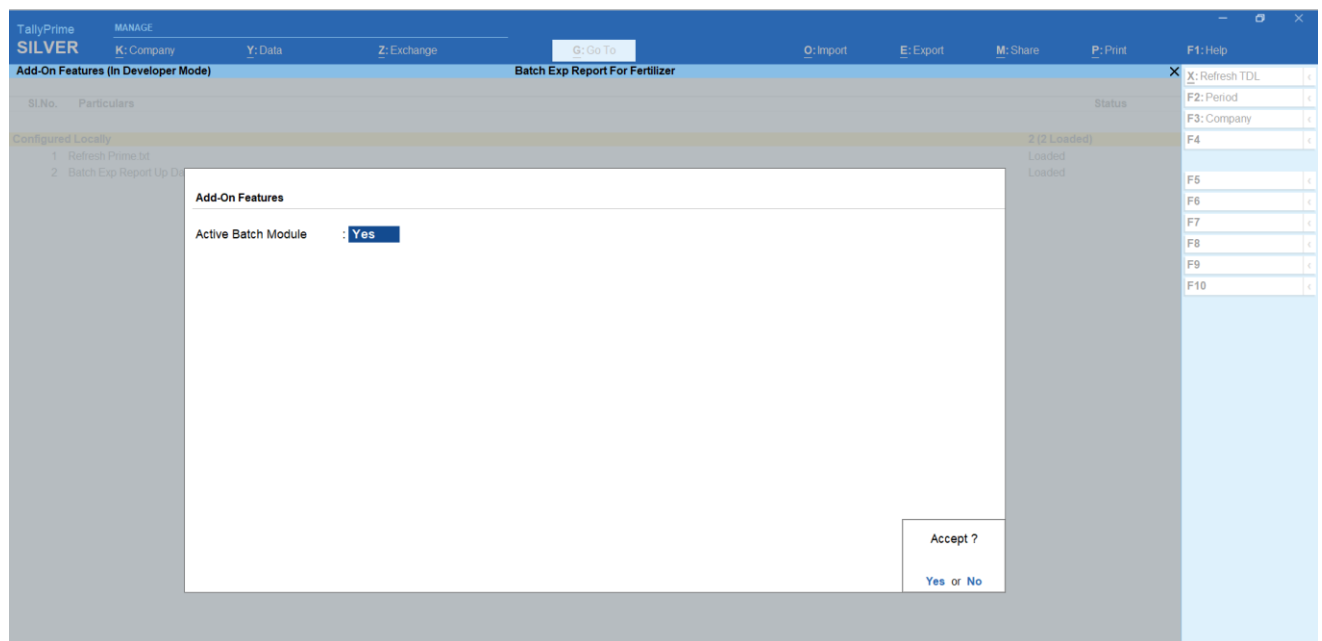 TallyPrime
MANAGE
SILVER
K: Company
Y: Data
Z: Exchange
G: Go To
O: Import
E: Export
M: Share
P: Print
F1: Help
Add-On Features (In Developer Mode)
Batch Exp Report For Fertilizer
X: Refresh TDL
Sl.No. Particulars
Status
F2: Period
F3: Company
Configured Locally
2 (2 Loaded)
F4
1 Refresh Prime.txt
Loaded
2 Batch Exp Report Up Da
Loaded
F5
Add-On Features
F6
F7
Active Batch Module : Yes
F8
F9
F10
Accept ?
Yes or No